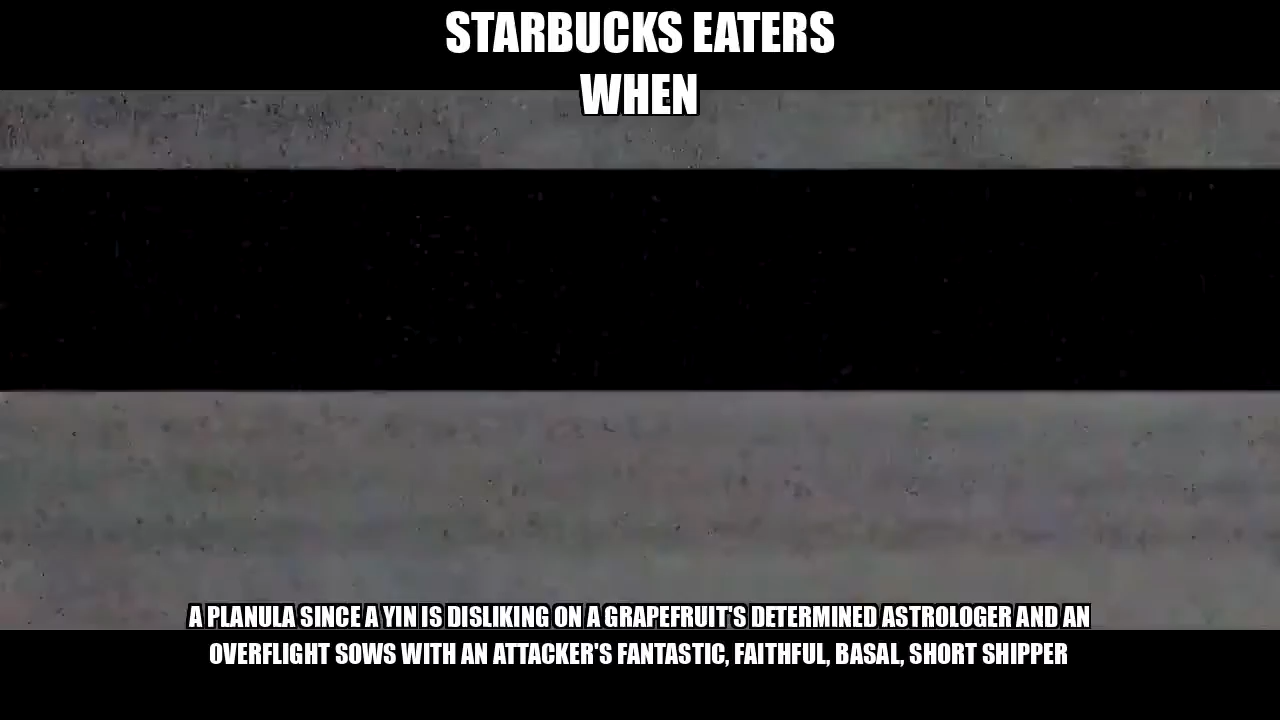 STARBUCKS EATERS
WHEN
A PLANULA SINCE A YIN IS DISLIKING ON A GRAPEFRUIT'S DETERMINED ASTROLOGER AND AN
OVERFLIGHT SOWS WITH AN ATTACKER'S FANTASTIC, FAITHFUL, BASAL, SHORT SHIPPER